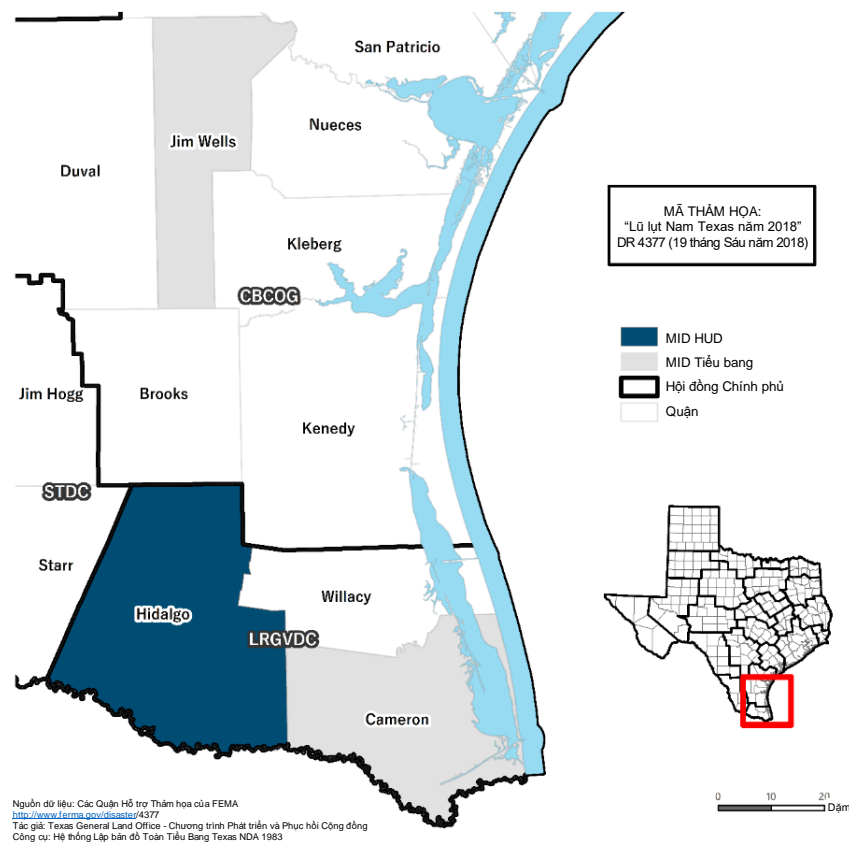 San Patricio
Nueces
Jim Wells
Duval
Kleberg
CBCOG
Jim Hogg
Brooks
Kenedy
STDC
Starr
Hidalgo
Willacy
LRGVDC
Cameron
MÃ THẢM HỌA:
“Lũ lụt Nam Texas năm 2018”
DR 4377 (19 tháng Sáu năm 2018)
MID HUD
MID Tiểu bang
Hội đồng Chính phủ
Quận
0 10 20
Dặm
Nguồn dữ liệu: Các Quận Hỗ trợ Thảm họa của FEMA
http://www.ferma.gov/disaster/4377
Tác giả: Texas General Land Office - Chương trình Phát triển và Phục hồi Cộng đồng
Công cụ: Hệ thống Lập bản đồ Toàn Tiểu Bang Texas NDA 1983